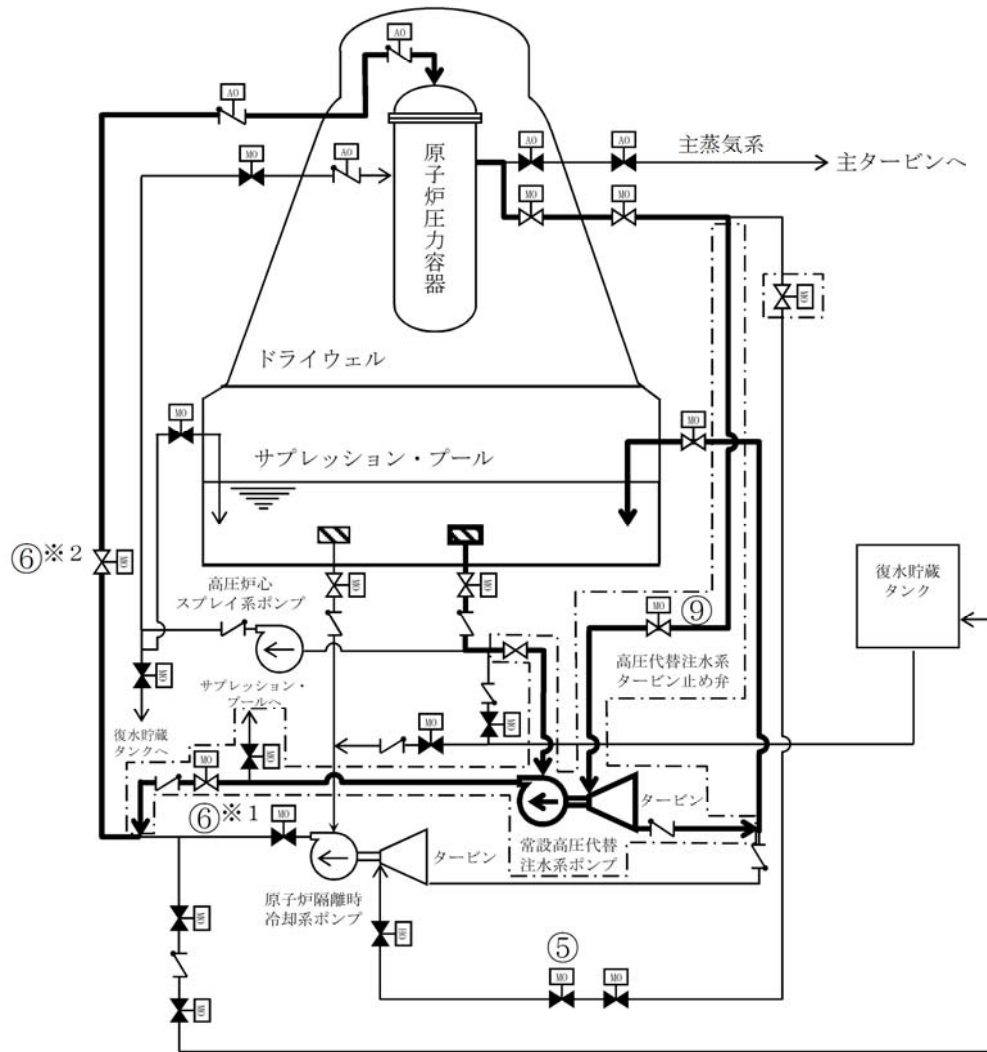 AO
AO
MO
AO
AO
AO
主蒸気系
主タービンへ
MO
MO
原子炉圧力容器
MO
ドライウェル
MO
MO
サプレッション・プール
⑥※2
MO
MO
MO
高圧炉心
スプレイ系ポンプ
復水貯蔵
タンク
MO
⑨
高圧代替注水系
タービン止め弁
MO
サプレッション・
プールへ
復水貯蔵
タンクへ
MO
MO
MO
MO
⑥※1
MO
タービン
常設高圧代替
注水系ポンプ
タービン
原子炉隔離時
冷却系ポンプ
MO
HO
⑤
MO
MO
MO